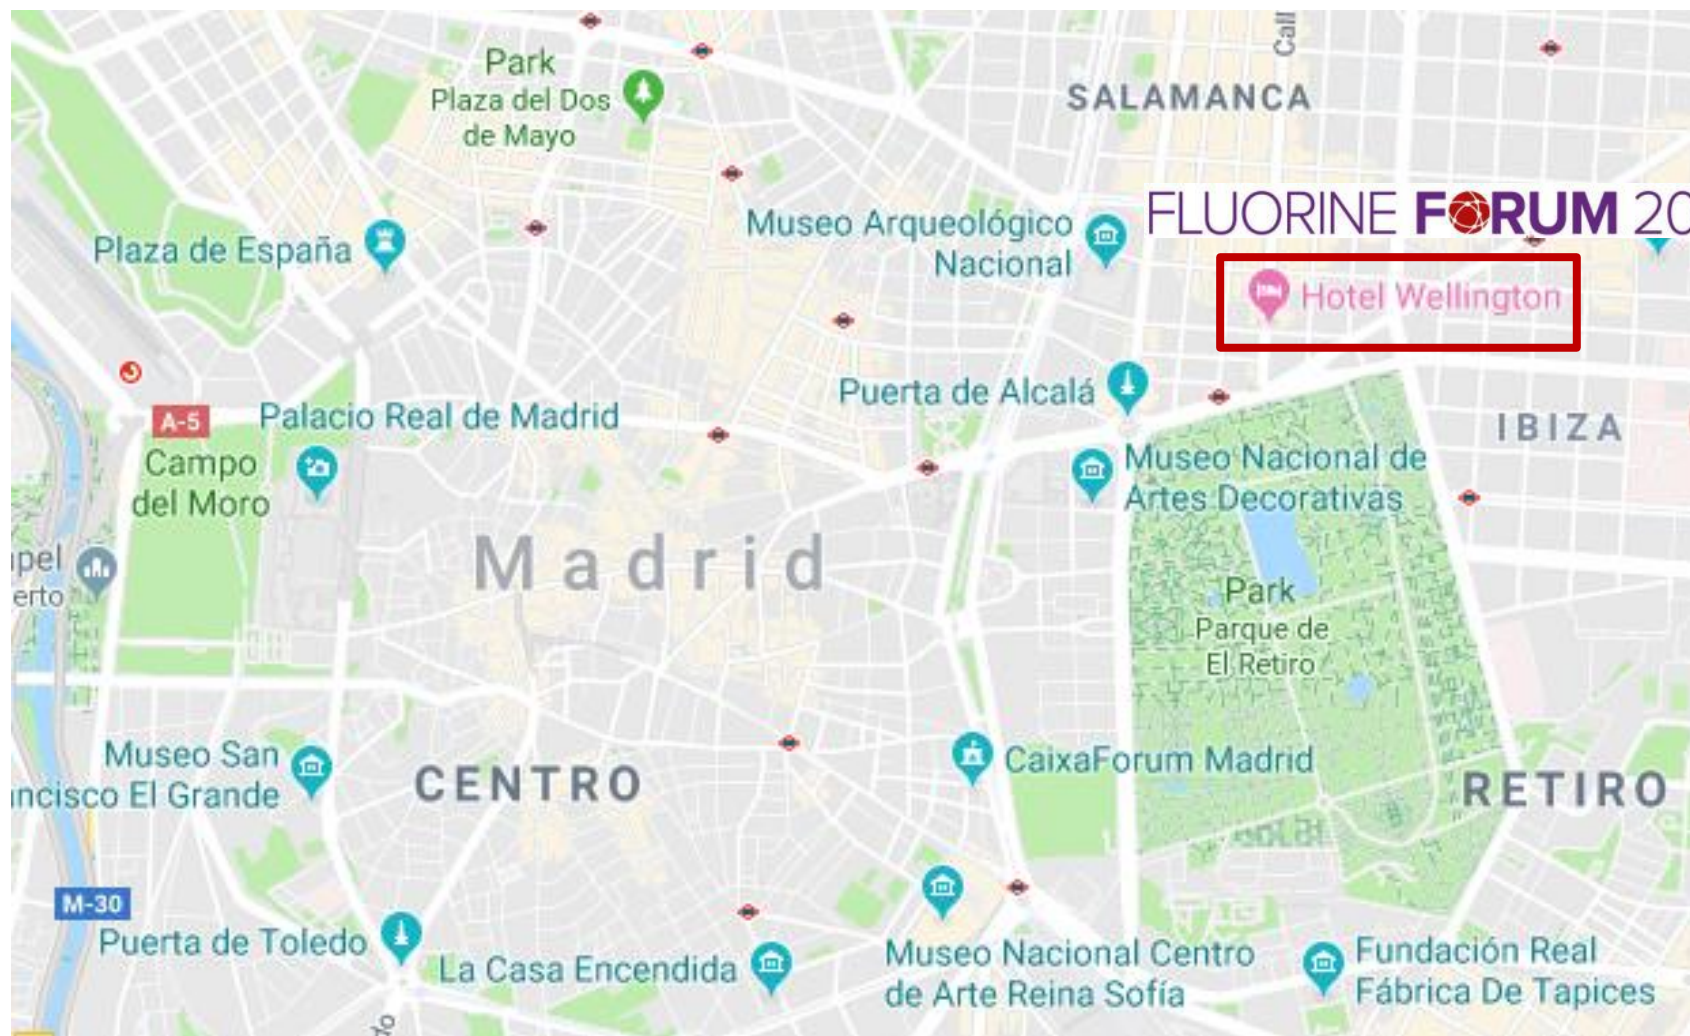 Park
Plaza del Dos
de Mayo
SALAMANCA
Museo Arqueológico
Nacional
FLUORINE FORUM 20
Plaza de España
Hotel Wellington
Puerta de Alcalá
A-5
Palacio Real de Madrid
IBIZA
Campo
del Moro
Museo Nacional de
Artes Decorativas
Madrid
Park
Parque de
El Retiro
Museo San
El Grande
CENTRO
CaixaForum Madrid
RETIRO
M-30
Puerta de Toledo
La Casa Encendida
Museo Nacional Centro
de Arte Reina Sofía
Fundación Real
Fábrica De Tapices